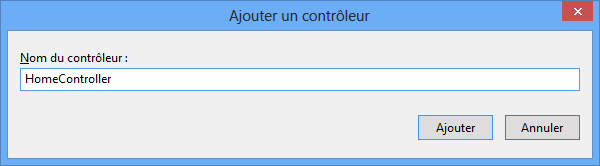 Ajouter un contrôleur
Nom du contrôleur :
HomeController
Ajouter
Annuler